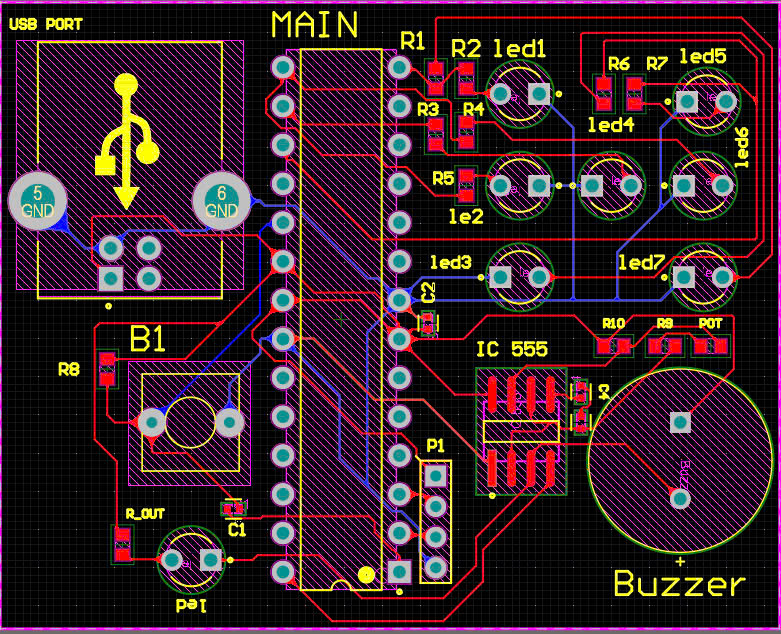 USB PORT
MAIN
R1
R2
led1
R6
R7
led5
R3
R4
led4
led6
R5
le2
5
GND
6
GND
led3
led7
C2
B1
R8
R10
R9
POT
IC 555
P1
Buzz
R_OUT
C1
led
+
Buzzer